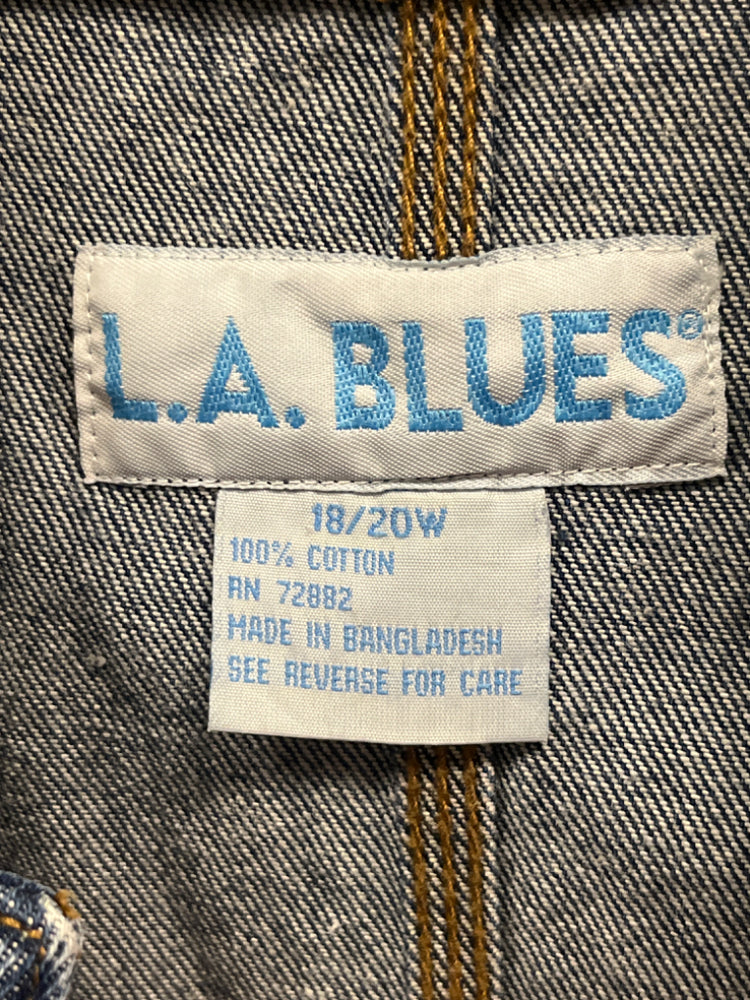 L.A. BLUES®
18/20W
100% COTTON
RN 72882
MADE IN BANGLADESH
SEE REVERSE FOR CARE